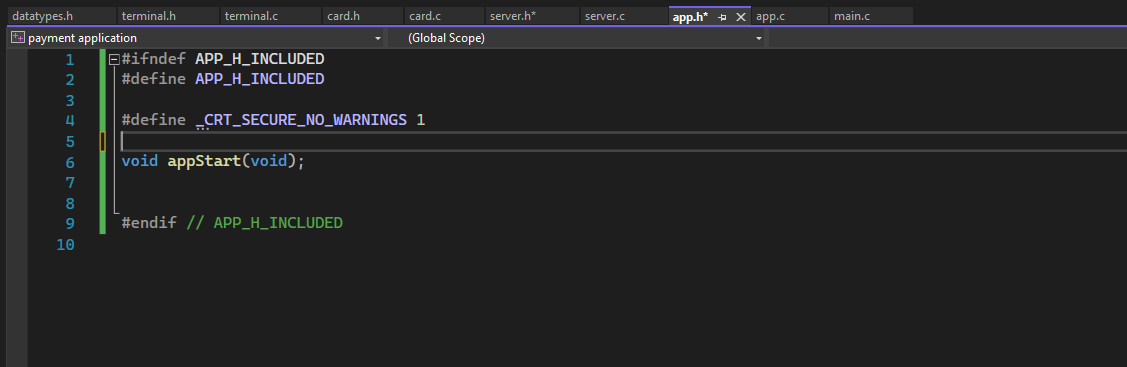 datatypes.h terminal.h terminal.c card.h card.c server.h* server.c app.h* app.c main.c
payment application (Global Scope)
1 #ifndef APP_H_INCLUDED
2 #define APP_H_INCLUDED
3
4 #define _CRT_SECURE_NO_WARNINGS 1
5
6 void appStart(void);
7
8
9 #endif // APP_H_INCLUDED
10